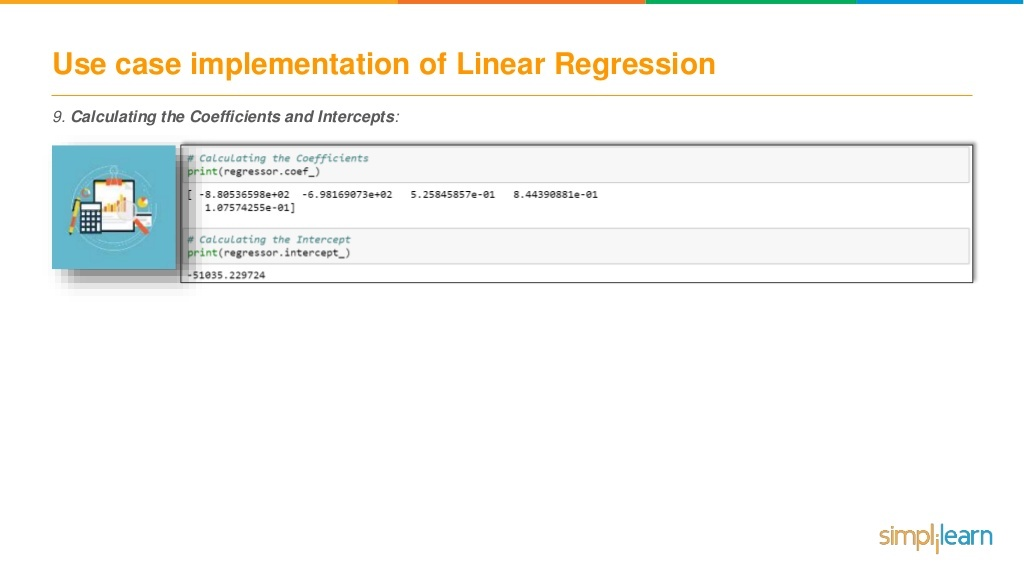 Use case implementation of Linear Regression
9. Calculating the Coefficients and Intercepts:
# Calculating the Coefficients
print(regressor.coef_)
[ -8.80536598e+02 -6.98169073e+02 5.25845857e-01 8.44390881e-01
1.07574255e-01]
# Calculating the Intercept
print(regressor.intercept_)
-51035.229724
simplilearn